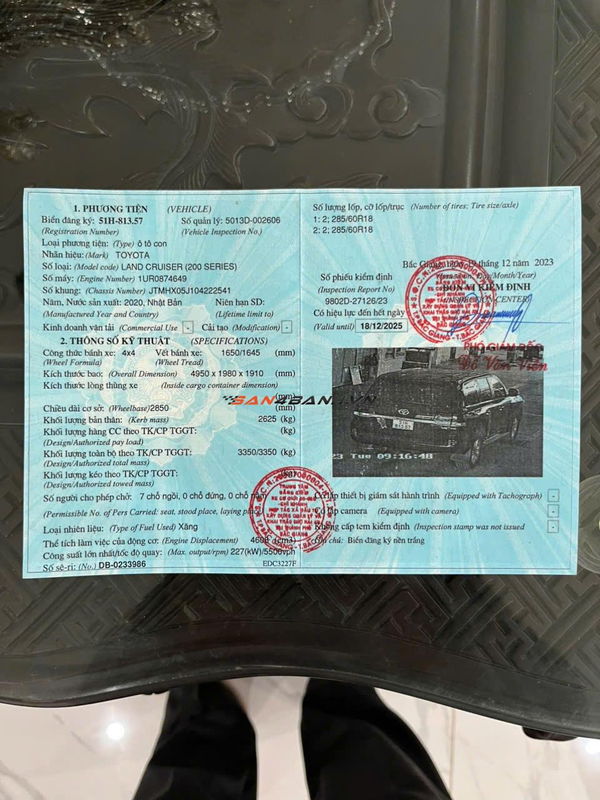 1. PHƯƠNG TIỆN (VEHICLE)
Biển đăng ký: 51H-813.57 Số quản lý: 5013D-002606
(Registration Number) (Vehicle Inspection No.)
Loại phương tiện: (Type) ô tô con
Nhãn hiệu: (Mark) TOYOTA
Số loại: (Model code) LAND CRUISER (200 SERIES)
Số máy: (Engine Number) 1UR0874649
Số khung: (Chassis Number) JTMHX05J104222541
Năm, Nước sản xuất: 2020, Nhật Bản Niên hạn SD:
(Manufactured Year and Country) (Lifetime limit to)
Kinh doanh vận tải (Commercial Use) - Cải tạo (Modification) -
2. THÔNG SỐ KỸ THUẬT (SPECIFICATIONS)
Công thức bánh xe: 4x4 Vết bánh xe: 1650/1645 (mm)
(Wheel Formula) (Wheel Tread)
Kích thước bao: (Overall Dimension) 4950 x 1980 x 1910 (mm)
Kích thước lòng thùng xe (Inside cargo container dimension)
(mm)
Chiều dài cơ sở: (Wheelbase) 2850 (mm)
Khối lượng bản thân: (Kerb mass) 2625 (kg)
Khối lượng hàng CC theo TK/CP TGGT: (kg)
(Design/Authorized pay load)
Khối lượng toàn bộ theo TK/CP TGGT: 3350/3350 (kg)
(Design/Authorized total mass)
Khối lượng kéo theo TK/CP TGGT:
(Design/Authorized towed mass)
Số người cho phép chở: 7 chỗ ngồi, 0 chỗ đứng, 0 chỗ nằm
(Permissible No. of Pers Carried: seat, stood place, laying place)
Loại nhiên liệu: (Type of Fuel Used) Xăng
Thể tích làm việc của động cơ: (Engine Displacement) 4608 (cm3)
Công suất lớn nhất/tốc độ quay: (Max. output/rpm) 227(kW)/5500vph
Số sê-ri: (No.) DB-0233986 EDC3227F
Số lượng lốp, cỡ lốp/trục (Number of tires; Tire size/axle)
1: 2; 285/60R18
2: 2; 285/60R18
Bắc Giang, ngày 19 tháng 12 năm 2023
Số phiếu kiểm định
(Inspection Report No) ĐƠN VỊ KIỂM ĐỊNH
9802D-27126/23
Có hiệu lực đến hết ngày
(Valid until) 18/12/2025
PHÓ GIÁM ĐỐC
SAN4BANH.VN
23 Tue 09:16:48
Có lắp thiết bị giám sát hành trình (Equipped with Tachograph) -
Có lắp camera (Equipped with camera) -
Không cấp tem kiểm định (Inspection stamp was not issued) -
Ghi chú: Biển đăng ký nền trắng